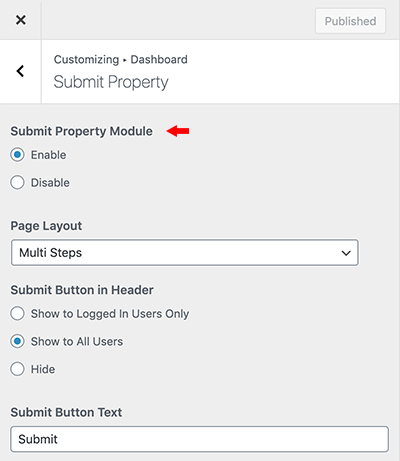 Published
Customizing ▸ Dashboard
Submit Property
Submit Property Module
Enable
Disable
Page Layout
Multi Steps
Submit Button in Header
Show to Logged In Users Only
Show to All Users
Hide
Submit Button Text
Submit